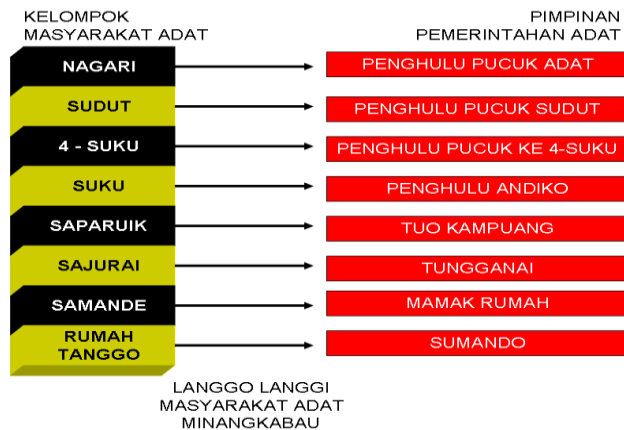 KELOMPOK
MASYARAKAT ADAT
PIMPINAN
PEMERINTAHAN ADAT
NAGARI
PENGHULU PUCUK ADAT
SUDUT
PENGHULU PUCUK SUDUT
4 - SUKU
PENGHULU PUCUK KE 4-SUKU
SUKU
PENGHULU ANDIKO
SAPARUIK
TUO KAMPUANG
SAJURAI
TUNGGANAI
SAMANDE
MAMAK RUMAH
RUMAH
TANGGO
SUMANDO
LANGGO LANGGI
MASYARAKAT ADAT
MINANGKABAU